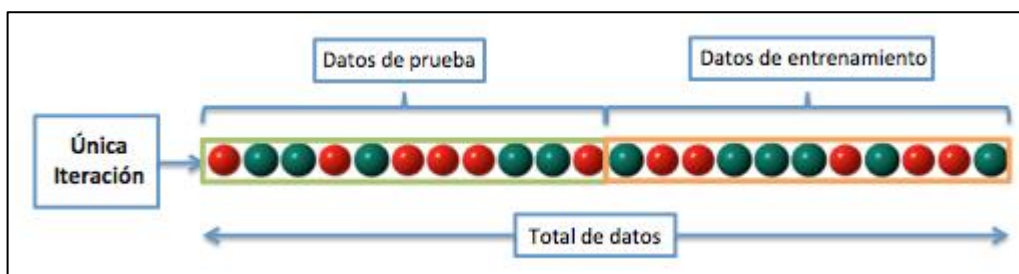 Datos de prueba
Datos de entrenamiento
Única
Iteración
Total de datos